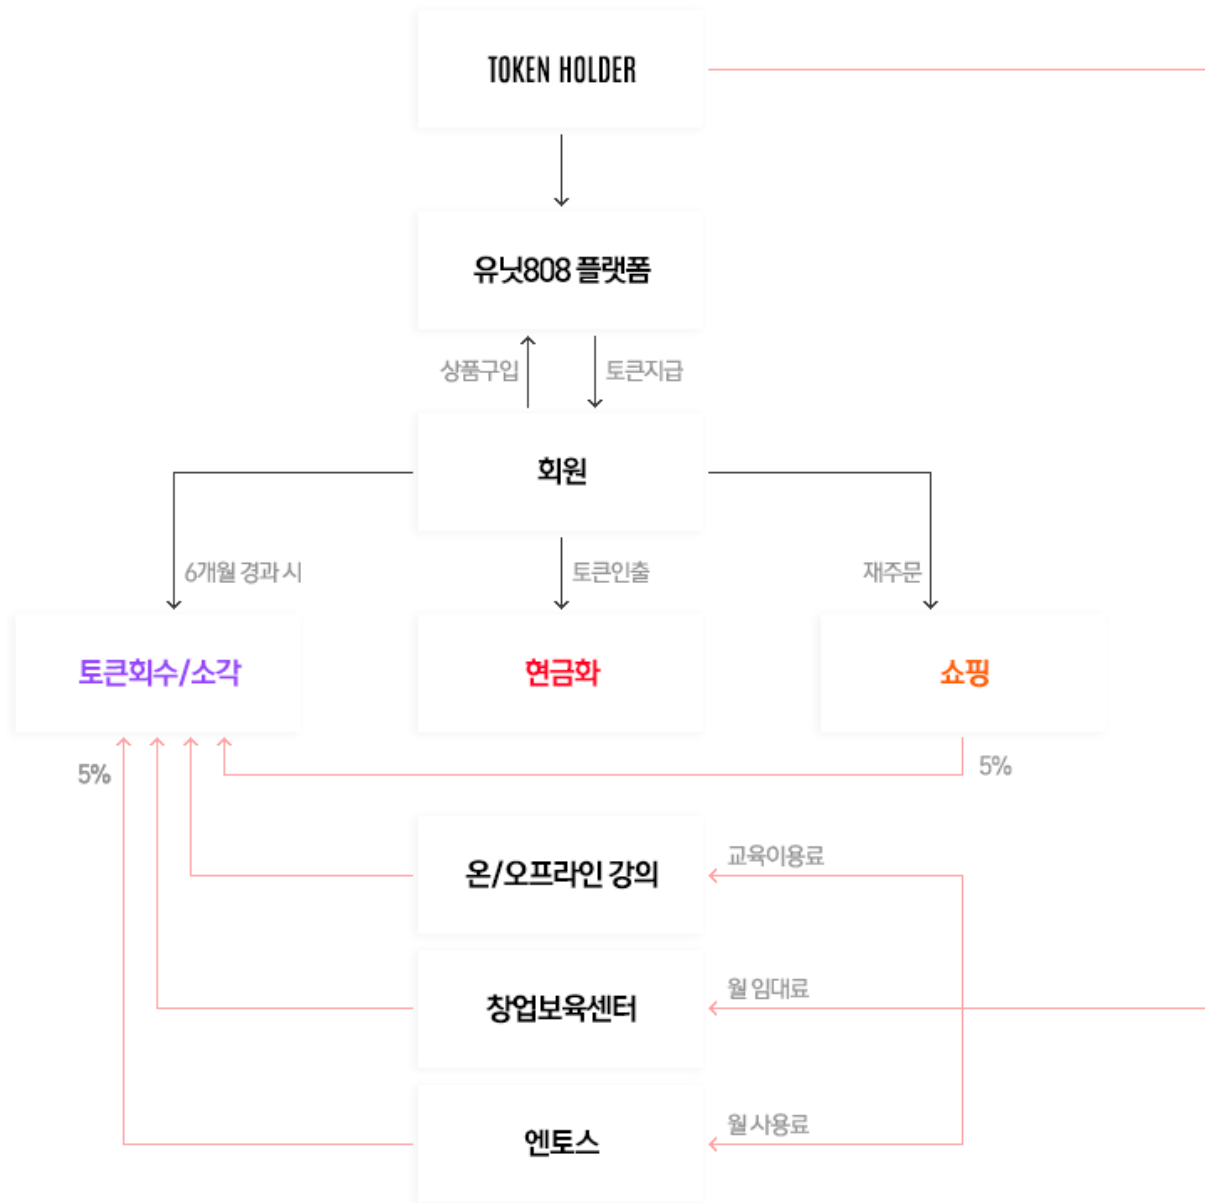 TOKEN HOLDER
유닛808 플랫폼
상품구입
토큰지급
회원
6개월 경과 시
토큰인출
재주문
토큰회수/소각
현금화
쇼핑
5%
5%
교육이용료
온/오프라인 강의
월 임대료
창업보육센터
월 사용료
엔토스